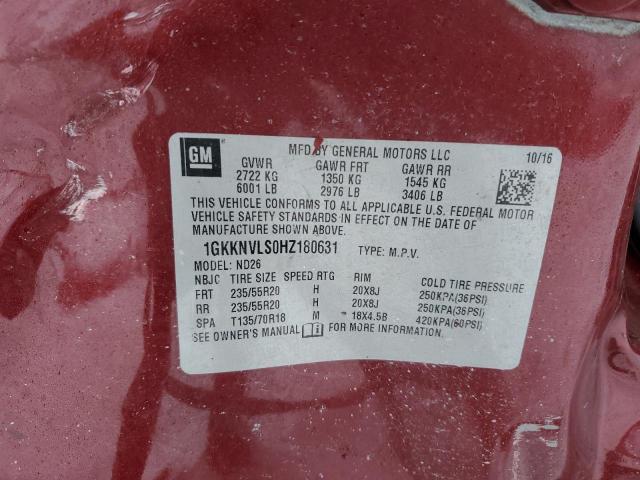 GM
MFD BY GENERAL MOTORS LLC 10/16
GVWR GAWR FRT GAWR RR
2722 KG 1350 KG 1545 KG
6001 LB 2976 LB 3406 LB
THIS VEHICLE CONFORMS TO ALL APPLICABLE U.S. FEDERAL MOTOR
VEHICLE SAFETY STANDARDS IN EFFECT ON THE DATE OF
MANUFACTURE SHOWN ABOVE.
1GKKNVLS0HZ180631 TYPE: M.P.V.
MODEL: ND26
NBJC TIRE SIZE SPEED RTG RIM COLD TIRE PRESSURE
FRT 235/55R20 H 20X8J 250KPA(36PSI)
RR 235/55R20 H 20X8J 250KPA(36PSI)
SPA T135/70R18 M 18X4.5B 420KPA(60PSI)
SEE OWNER'S MANUAL FOR MORE INFORMATION.